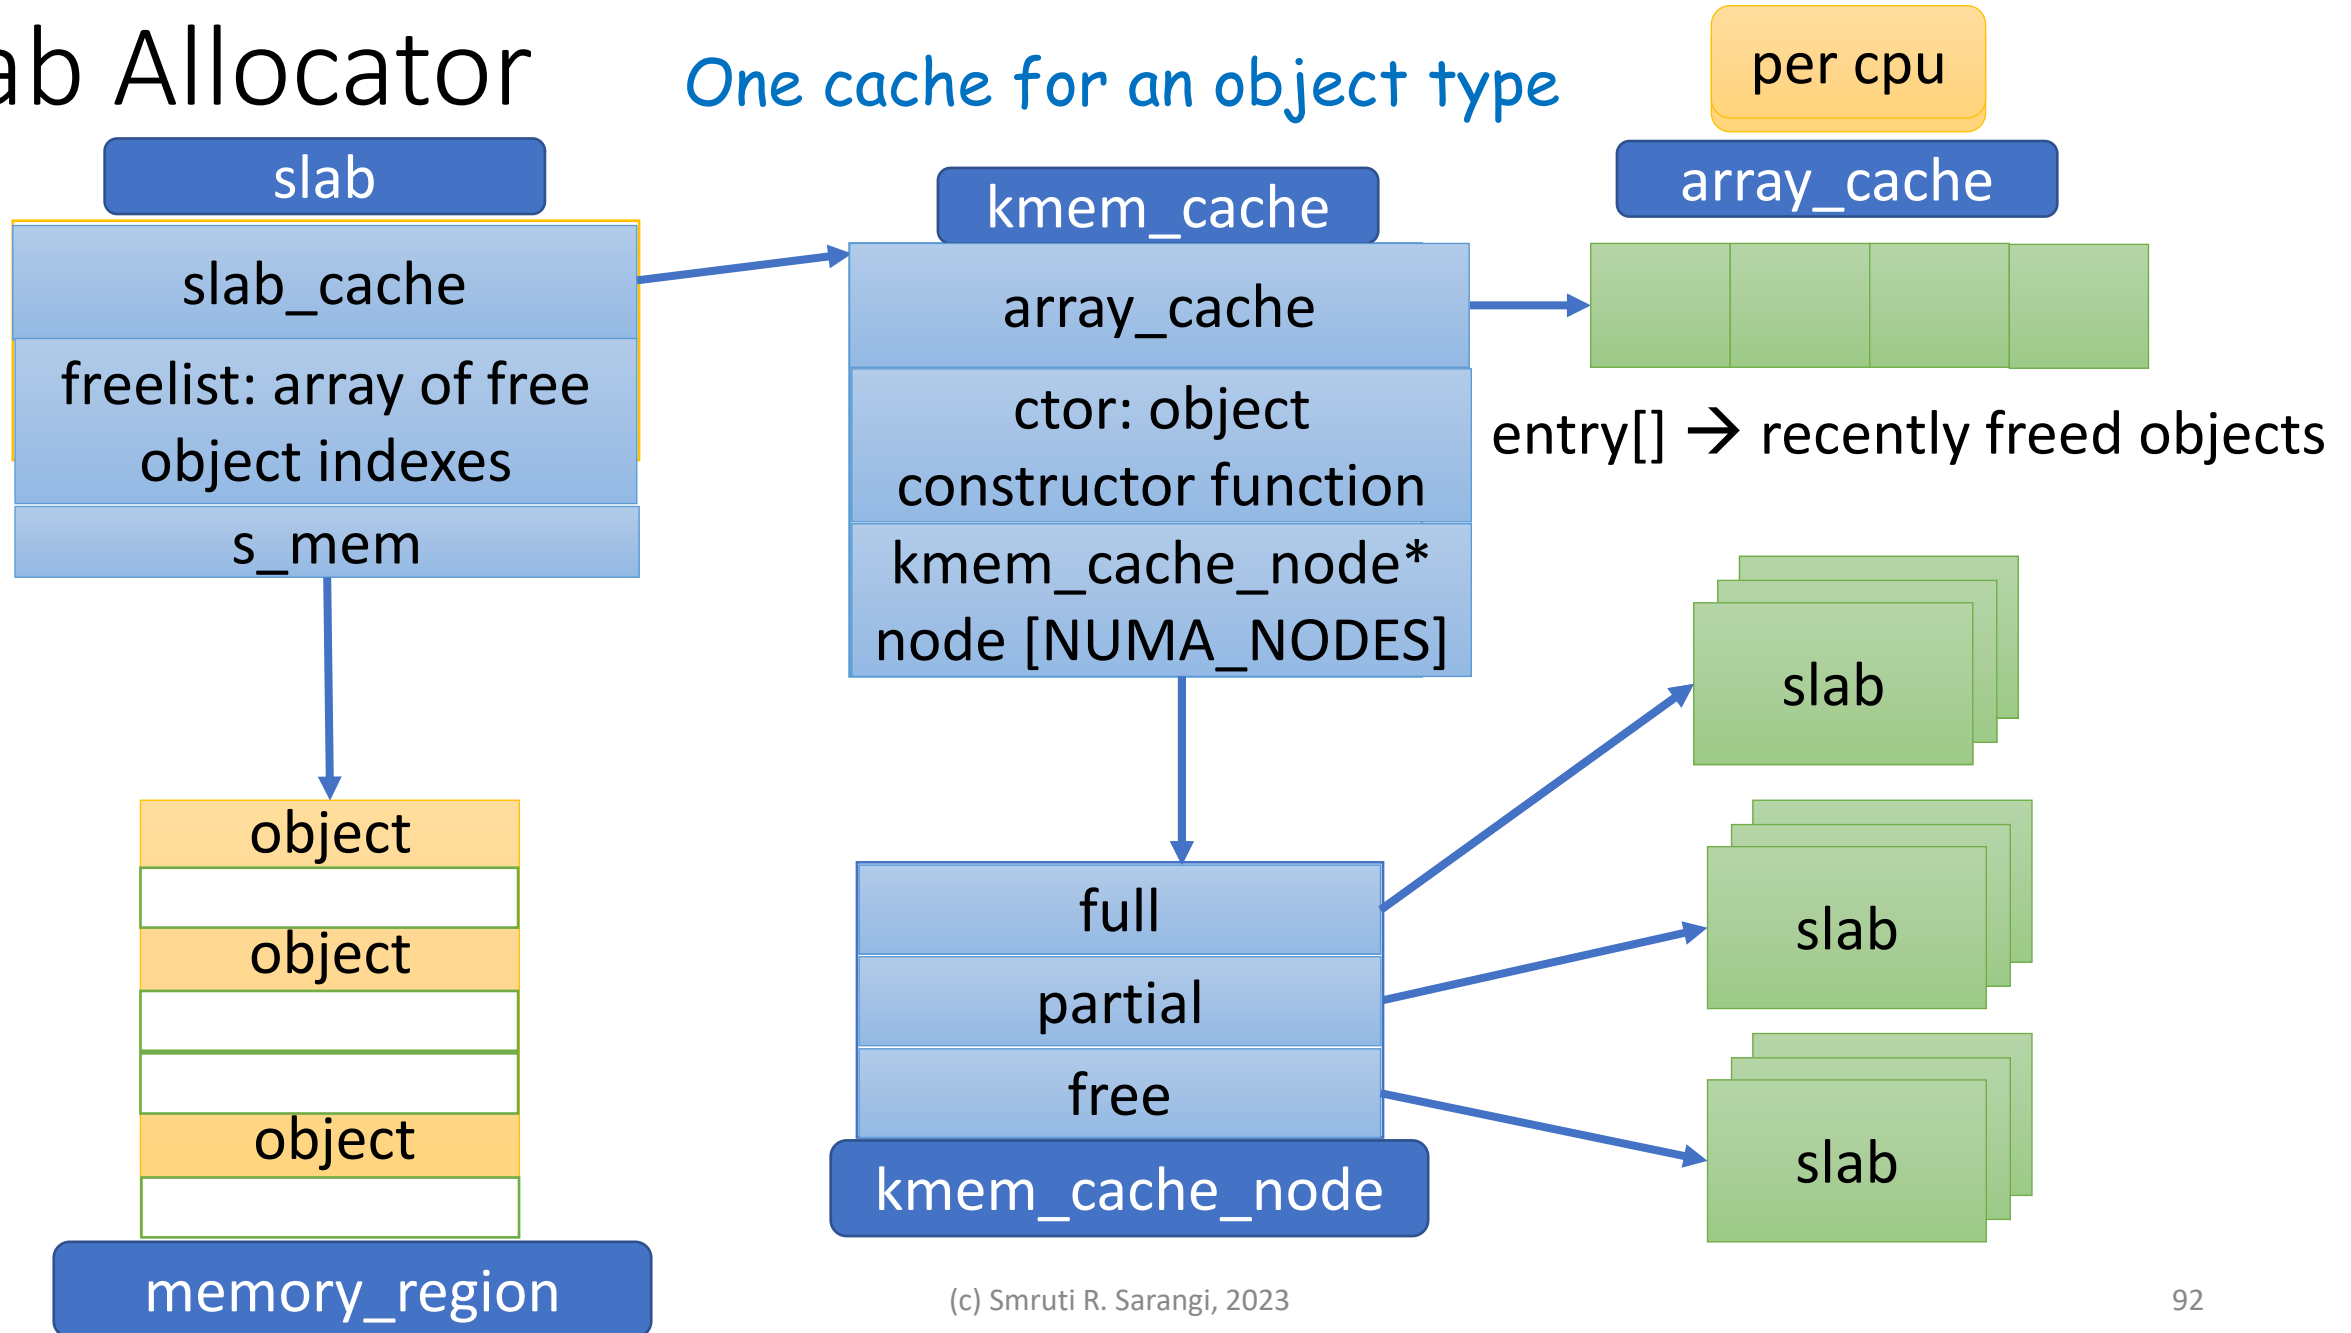 ab Allocator
One cache for an object type
per cpu
slab
kmem_cache
array_cache
slab_cache
freelist: array of free
object indexes
s_mem
array_cache
ctor: object
constructor function
kmem_cache_node*
node [NUMA_NODES]
entry[] → recently freed objects
object
object
object
memory_region
full
partial
free
kmem_cache_node
slab
slab
slab
(c) Smruti R. Sarangi, 2023
92